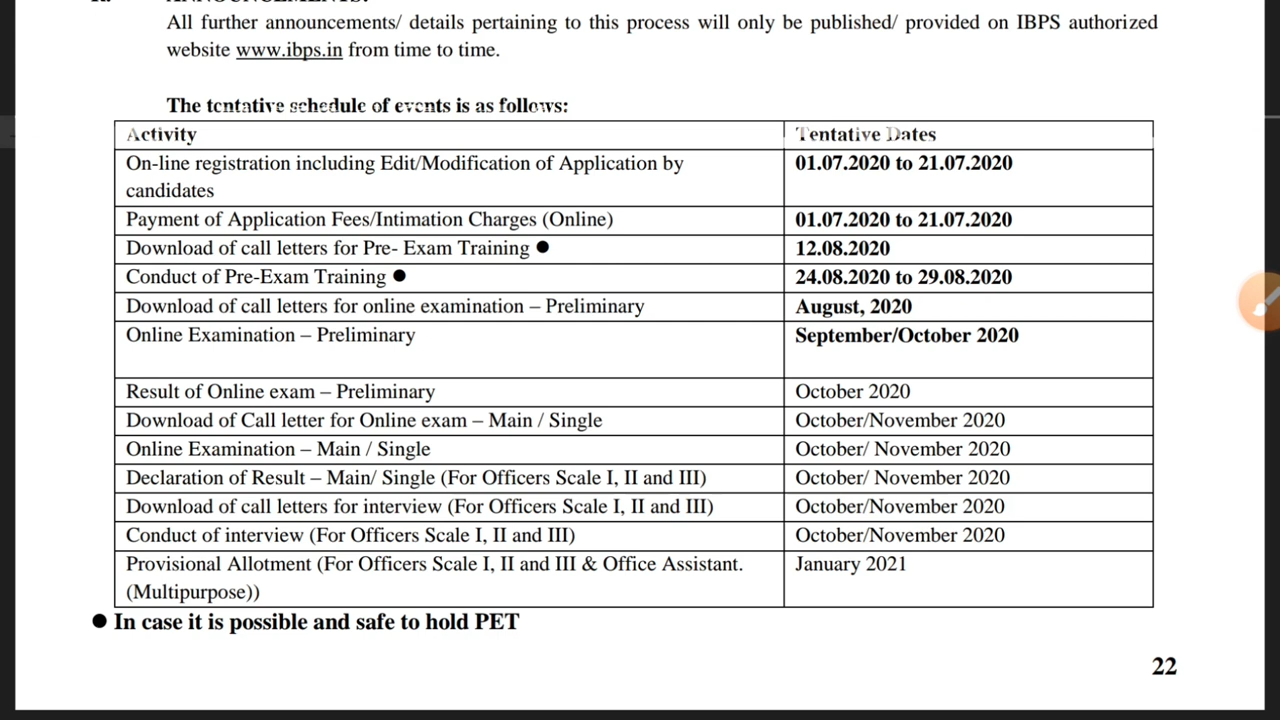 All further announcements/ details pertaining to this process will only be published/ provided on IBPS authorized
website www.ibps.in from time to time.
The tentative schedule of events is as follows:
Activity Tentative Dates
On-line registration including Edit/Modification of Application by 01.07.2020 to 21.07.2020
candidates
Payment of Application Fees/Intimation Charges (Online) 01.07.2020 to 21.07.2020
Download of call letters for Pre- Exam Training ● 12.08.2020
Conduct of Pre-Exam Training ● 24.08.2020 to 29.08.2020
Download of call letters for online examination – Preliminary August, 2020
Online Examination – Preliminary September/October 2020
Result of Online exam – Preliminary October 2020
Download of Call letter for Online exam – Main / Single October/November 2020
Online Examination – Main / Single October/ November 2020
Declaration of Result – Main/ Single (For Officers Scale I, II and III) October/ November 2020
Download of call letters for interview (For Officers Scale I, II and III) October/November 2020
Conduct of interview (For Officers Scale I, II and III) October/November 2020
Provisional Allotment (For Officers Scale I, II and III & Office Assistant. January 2021
(Multipurpose))
● In case it is possible and safe to hold PET
22